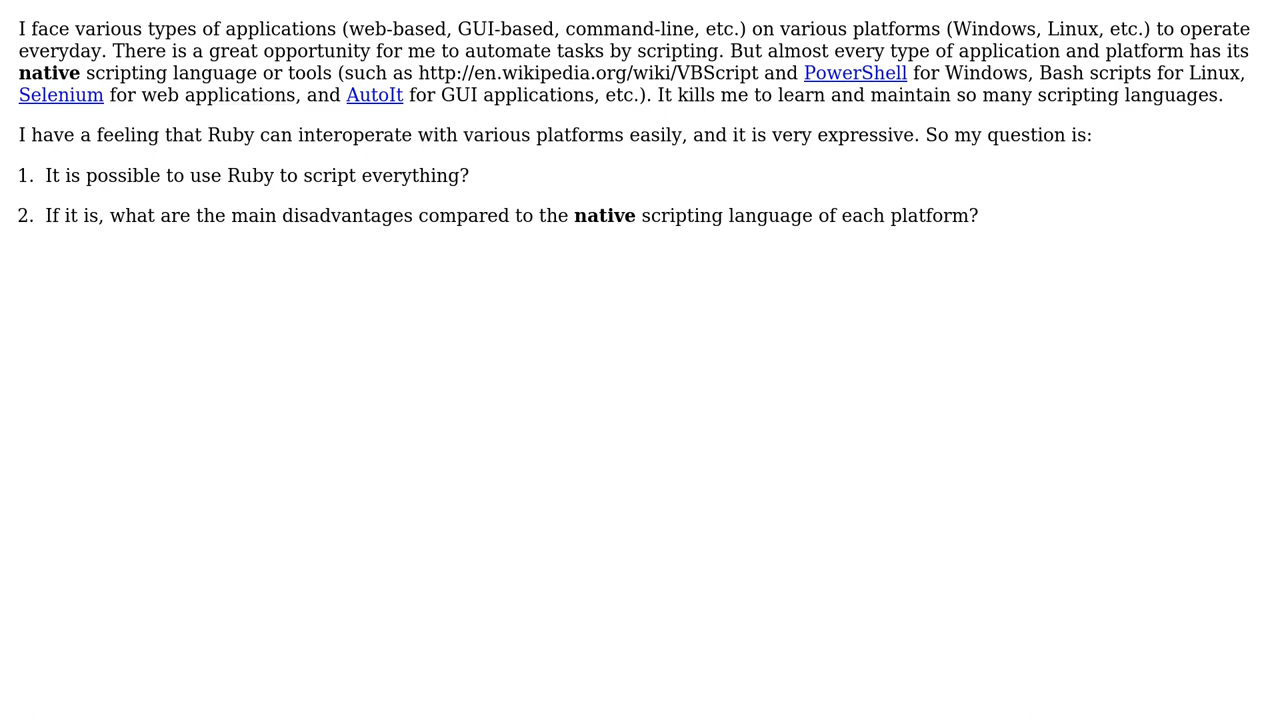 I face various types of applications (web-based, GUI-based, command-line, etc.) on various platforms (Windows, Linux, etc.) to operate
everyday. There is a great opportunity for me to automate tasks by scripting. But almost every type of application and platform has its
native scripting language or tools (such as http://en.wikipedia.org/wiki/VBScript and PowerShell for Windows, Bash scripts for Linux,
Selenium for web applications, and AutoIt for GUI applications, etc.). It kills me to learn and maintain so many scripting languages.
I have a feeling that Ruby can interoperate with various platforms easily, and it is very expressive. So my question is:
1. It is possible to use Ruby to script everything?
2. If it is, what are the main disadvantages compared to the native scripting language of each platform?